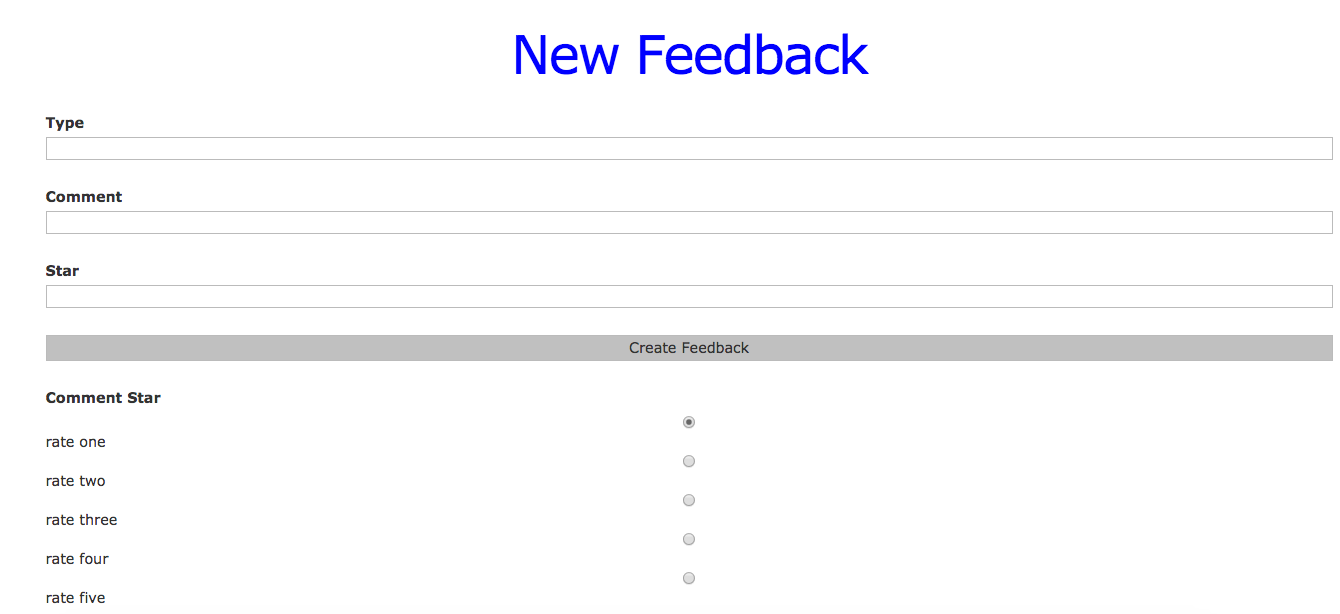 New Feedback
Type
Comment
Star
Create Feedback
Comment Star
rate one
rate two
rate three
rate four
rate five